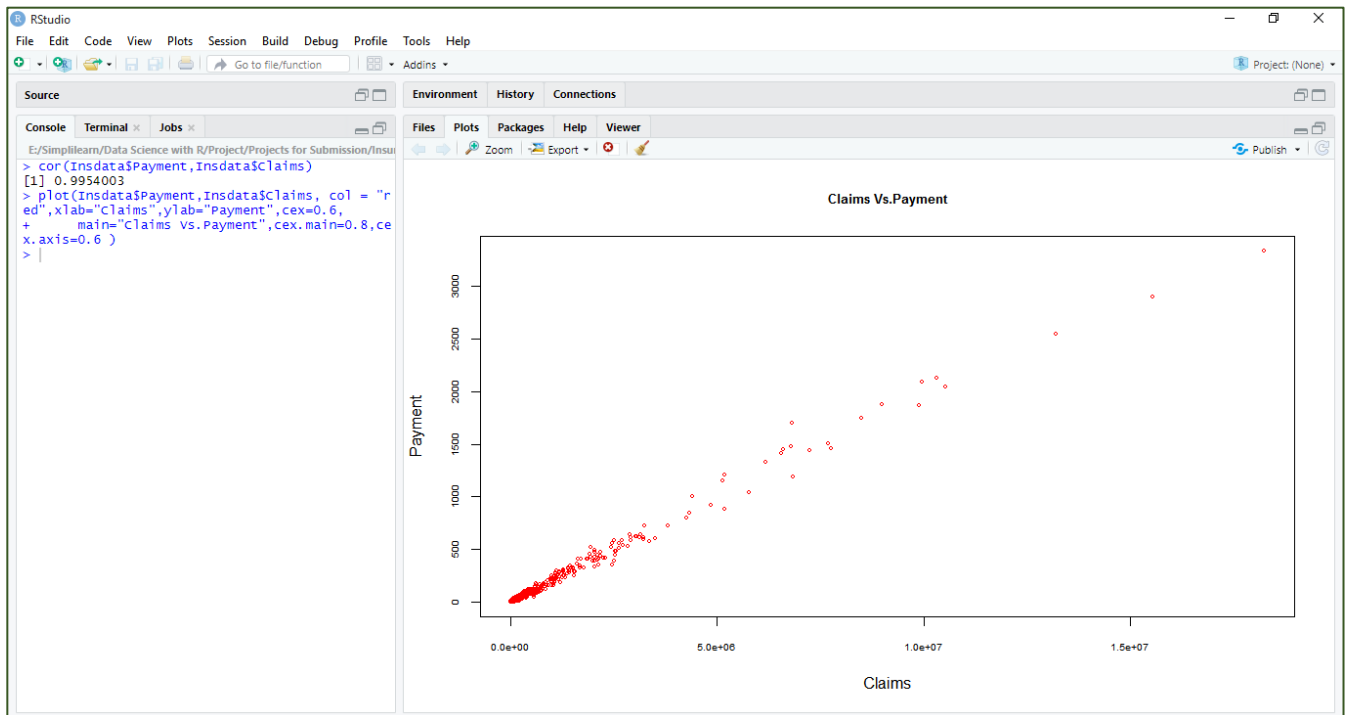 RStudio
File Edit Code View Plots Session Build Debug Profile Tools Help
Go to file/function Addins Project: (None)
Source
Console Terminal Jobs
E:/Simplilearn/Data Science with R/Project/Projects for Submission/Insu
> cor(Insdata$Payment,Insdata$Claims)
[1] 0.9954003
> plot(Insdata$Payment,Insdata$Claims, col = "r
ed",xlab="Claims",ylab="Payment",cex=0.6,
+ main="Claims Vs.Payment",cex.main=0.8,ce
x.axis=0.6 )
>
Environment History Connections
Files Plots Packages Help Viewer
Zoom Export Publish
Claims Vs.Payment
Payment
3000
2500
2000
1500
1000
500
0
0.0e+00 5.0e+06 1.0e+07 1.5e+07
Claims